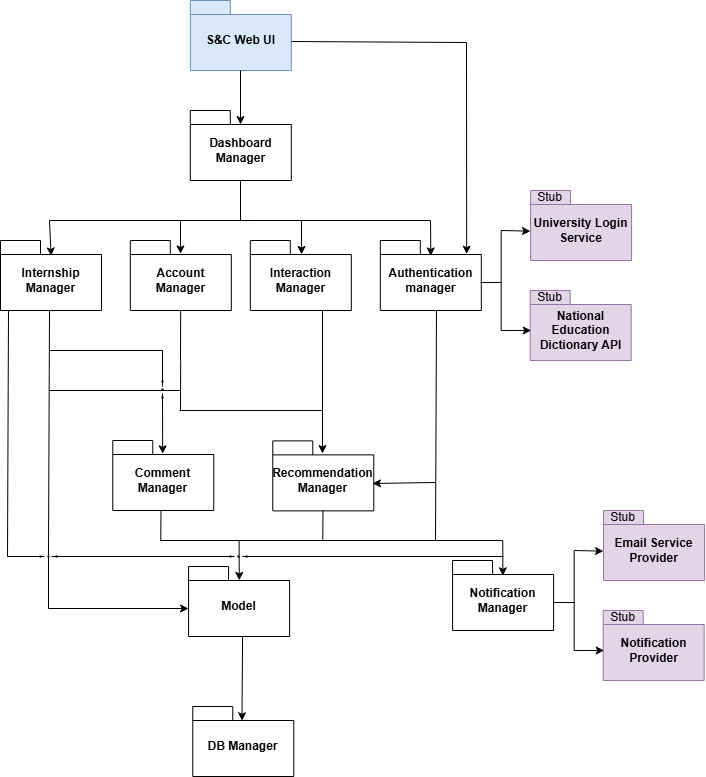 S&C Web UI
Dashboard
Manager
Stub
University Login
Service
Internship
Manager
Account
Manager
Interaction
Manager
Authentication
manager
Stub
National
Education
Dictionary API
Comment
Manager
Recommendation
Manager
Stub
Email Service
Provider
Model
Notification
Manager
Stub
Notification
Provider
DB Manager